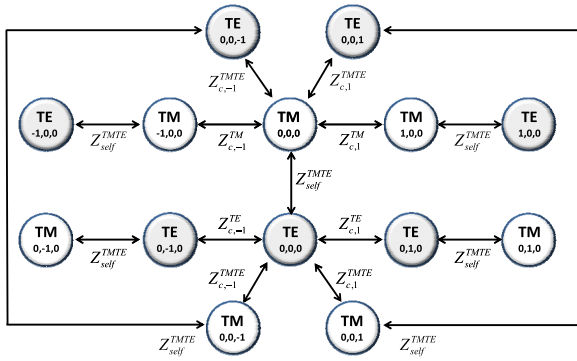 TE
0,0,-1
TE
0,0,1
Z_{c,-1}^{TMTE}
Z_{c,1}^{TMTE}
TE
-1,0,0
TM
-1,0,0
TM
0,0,0
TM
1,0,0
TE
1,0,0
Z_{self}^{TMTE}
Z_{c,-1}^{TM}
Z_{c,1}^{TM}
Z_{self}^{TMTE}
Z_{self}^{TMTE}
TM
0,-1,0
TE
0,-1,0
TE
0,0,0
TE
0,1,0
TM
0,1,0
Z_{c,-1}^{TE}
Z_{c,1}^{TE}
Z_{self}^{TMTE}
Z_{self}^{TMTE}
Z_{c,-1}^{TMTE}
Z_{c,1}^{TMTE}
TM
0,0,-1
TM
0,0,1
Z_{self}^{TMTE}
Z_{self}^{TMTE}